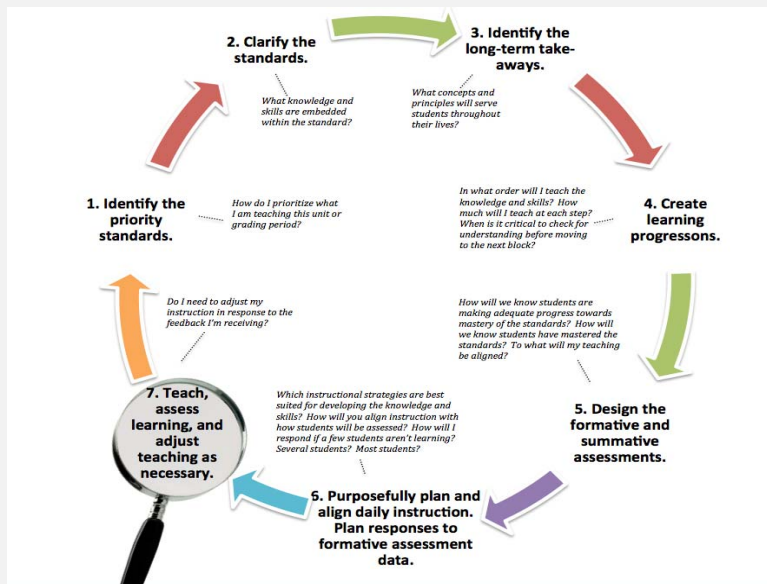 2. Clarify the
standards.
What knowledge and
skills are embedded
within the standard?
3. Identify the
long-term take-
aways.
What concepts and
principles will serve
students throughout
their lives?
1. Identify the
priority
standards.
How do I prioritize what
I am teaching this unit or
grading period?
In what order will I teach the
knowledge and skills?  How
much will I teach at each step?
When is it critical to check for
understanding before moving
to the next block?
4. Create
learning
progressons.
Do I need to adjust my
instruction in response to the
feedback I'm receiving?
How will we know students are
making adequate progress towards
mastery of the standards?  How will
we know students have mastered the
standards?  To what will my teaching
be aligned?
5. Design the
formative and
summative
assessments.
Which instructional strategies are best
suited for developing the knowledge and
skills?  How will you align instruction with
how students will be assessed?  How will I
respond if a few students aren't learning?
Several students?  Most students?
6. Purposefully plan and
align daily instruction.
Plan responses to
formative assessment
data.
7. Teach,
assess
learning, and
adjust
teaching as
necessary.